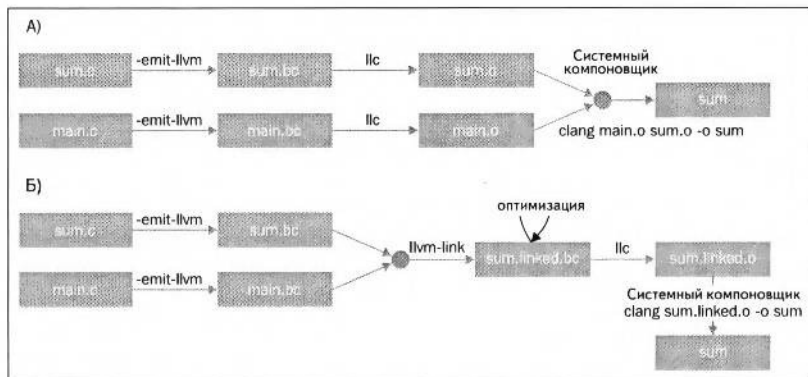 А)
sum.c -emit-llvm sum.bc llc sum.o
Системный
компоновщик
sum
main.c -emit-llvm main.bc llc main.o
clang main.o sum.o -o sum
Б)
sum.c -emit-llvm sum.bc
оптимизация
llvm-link sum.linked.bc llc sum.linked.o
main.c -emit-llvm main.bc
Системный компоновщик
clang sum.linked.o -o sum
sum